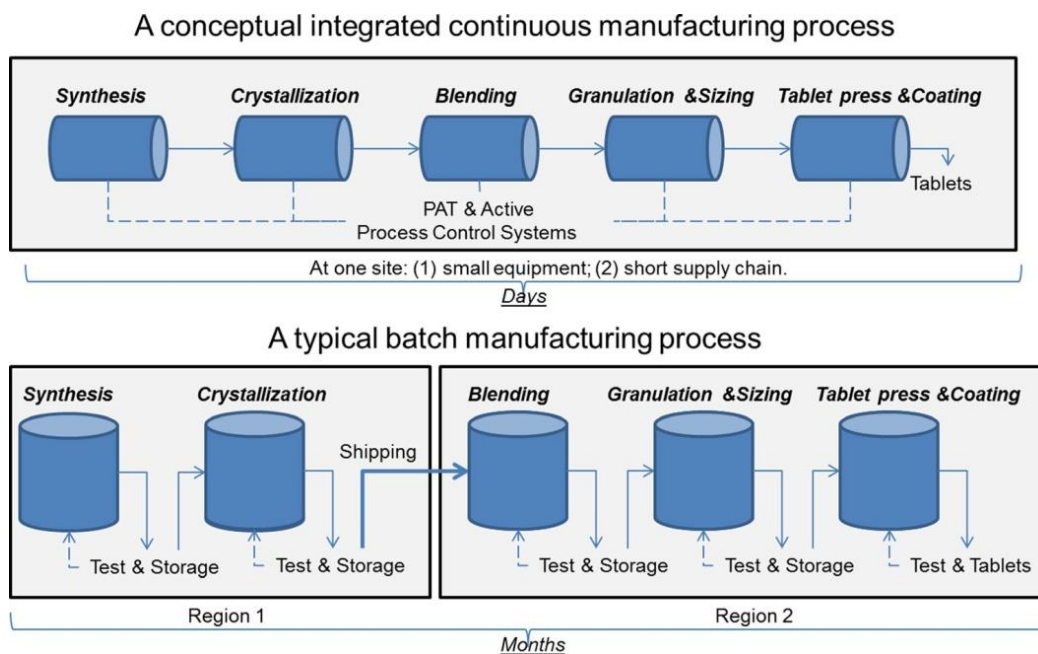 A conceptual integrated continuous manufacturing process
Synthesis Crystallization Blending Granulation &Sizing Tablet press &Coating
Tablets
PAT & Active
Process Control Systems
At one site: (1) small equipment; (2) short supply chain.
Days
A typical batch manufacturing process
Synthesis Crystallization Blending Granulation &Sizing Tablet press &Coating
Shipping
Test & Storage Test & Storage Test & Storage Test & Storage Test & Tablets
Region 1 Region 2
Months